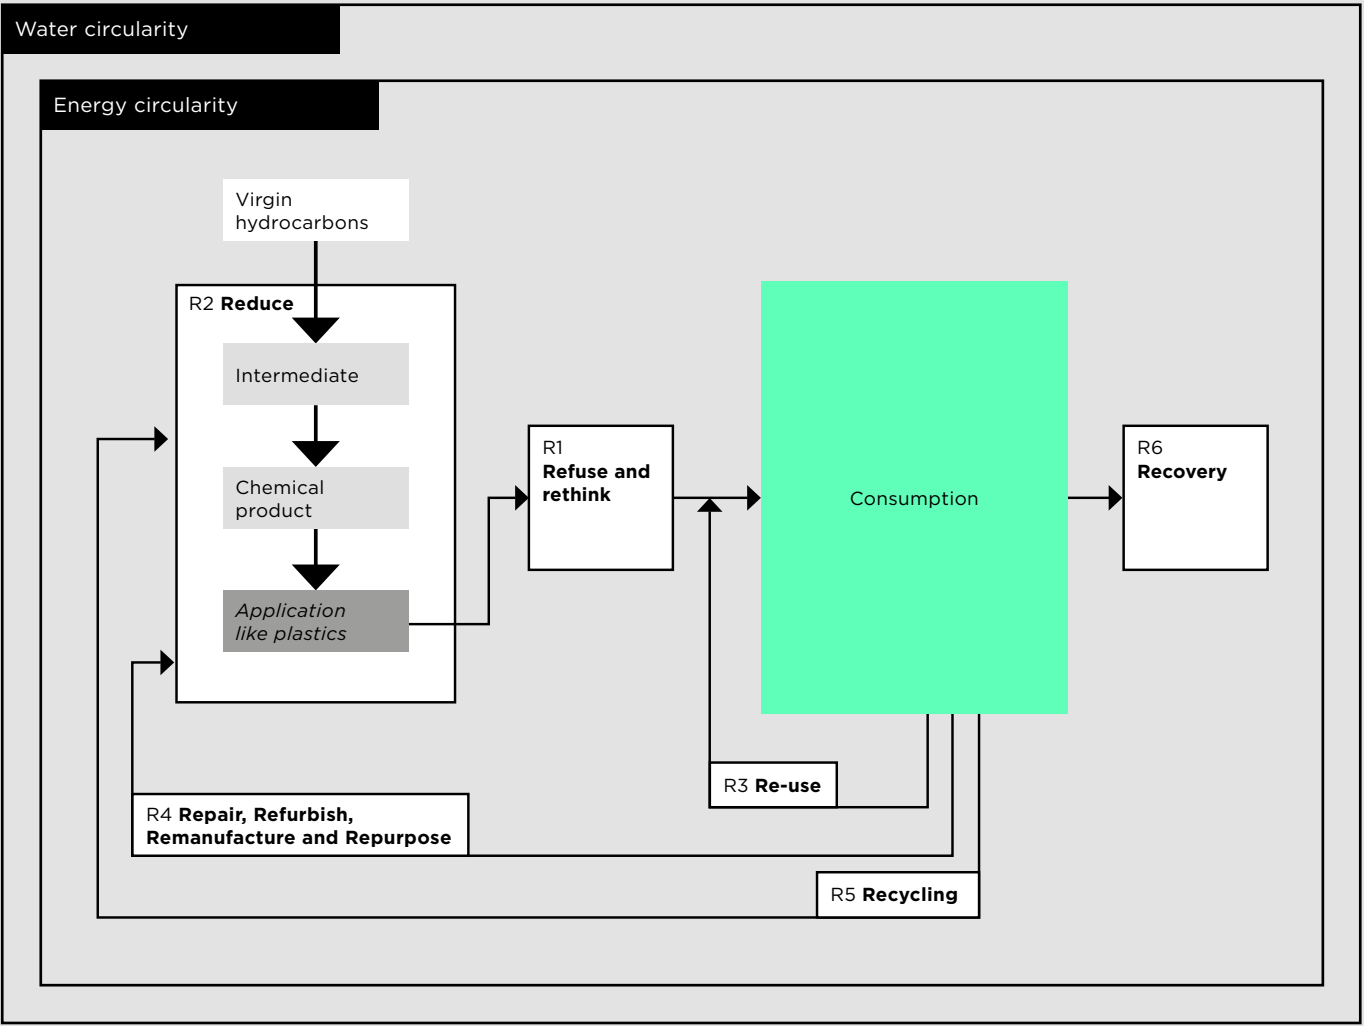 Water circularity
Energy circularity
Virgin
hydrocarbons
R2 Reduce
Intermediate
Chemical
product
Application
like plastics
R1
Refuse and
rethink
Consumption
R6
Recovery
R3 Re-use
R4 Repair, Refurbish,
Remanufacture and Repurpose
R5 Recycling